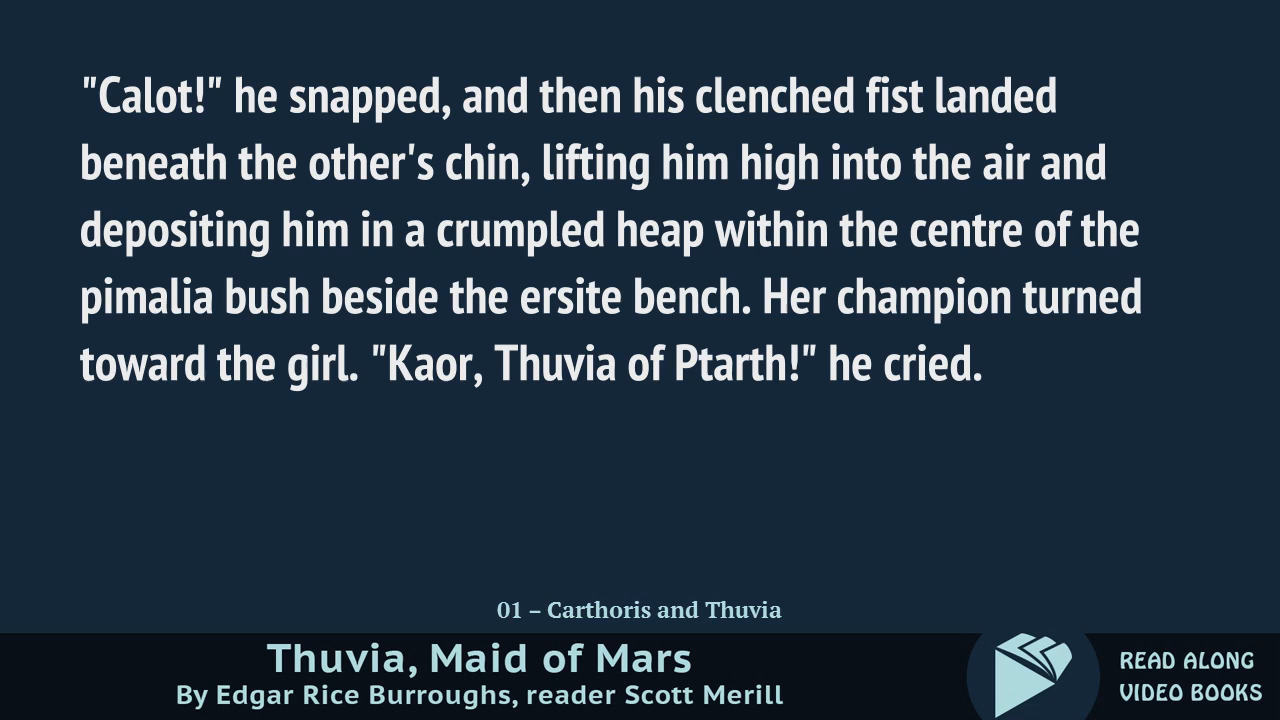 "Calot!" he snapped, and then his clenched fist landed
beneath the other's chin, lifting him high into the air and
depositing him in a crumpled heap within the centre of the
pimalia bush beside the ersite bench. Her champion turned
toward the girl. "Kaor, Thuvia of Ptarth!" he cried.
01 – Carthoris and Thuvia
Thuvia, Maid of Mars
By Edgar Rice Burroughs, reader Scott Merill
READ ALONG
VIDEO BOOKS